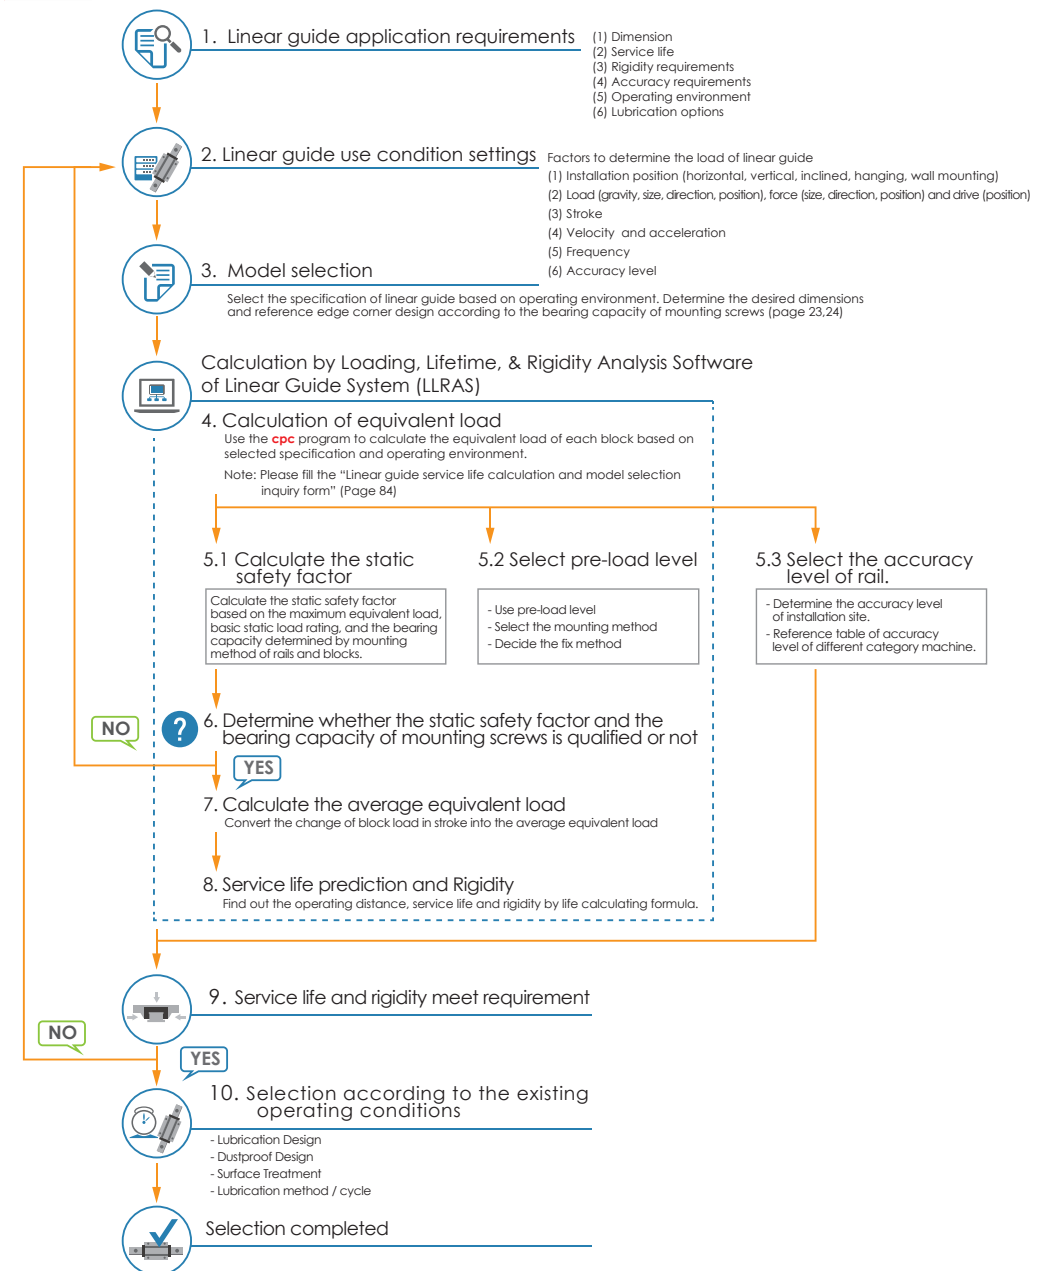 1. Linear guide application requirements
(1) Dimension
(2) Service life
(3) Rigidity requirements
(4) Accuracy requirements
(5) Operating environment
(6) Lubrication options
2. Linear guide use condition settings
Factors to determine the load of linear guide
(1) Installation position (horizontal, vertical, inclined, hanging, wall mounting)
(2) Load (gravity, size, direction, position), force (size, direction, position) and drive (position)
(3) Stroke
(4) Velocity and acceleration
(5) Frequency
(6) Accuracy level
3. Model selection
Select the specification of linear guide based on operating environment. Determine the desired dimensions
and reference edge corner design according to the bearing capacity of mounting screws (page 23,24)
Calculation by Loading, Lifetime, & Rigidity Analysis Software
of Linear Guide System (LLRAS)
4. Calculation of equivalent load
Use the cpc program to calculate the equivalent load of each block based on
selected specification and operating environment.
Note: Please fill the “Linear guide service life calculation and model selection
inquiry form” (Page 84)
5.1 Calculate the static
safety factor
Calculate the static safety factor
based on the maximum equivalent load,
basic static load rating, and the bearing
capacity determined by mounting
method of rails and blocks.
5.2 Select pre-load level
- Use pre-load level
- Select the mounting method
- Decide the fix method
5.3 Select the accuracy
level of rail.
- Determine the accuracy level
of installation site.
- Reference table of accuracy
level of different category machine.
NO
?
6. Determine whether the static safety factor and the
bearing capacity of mounting screws is qualified or not
YES
7. Calculate the average equivalent load
Convert the change of block load in stroke into the average equivalent load
8. Service life prediction and Rigidity
Find out the operating distance, service life and rigidity by life calculating formula.
9. Service life and rigidity meet requirement
NO
YES
10. Selection according to the existing
operating conditions
- Lubrication Design
- Dustproof Design
- Surface Treatment
- Lubrication method / cycle
Selection completed